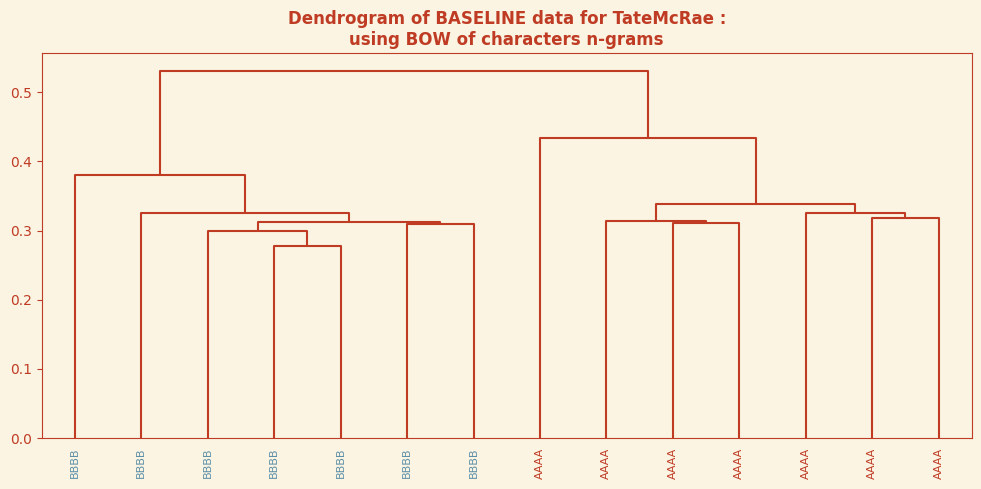 Dendrogram of BASELINE data for TateMcRae :
using BOW of characters n-grams
0.5
0.4
0.3
0.2
0.1
0.0
BBBB BBBB BBBB BBBB BBBB BBBB BBBB AAAA AAAA AAAA AAAA AAAA AAAA AAAA